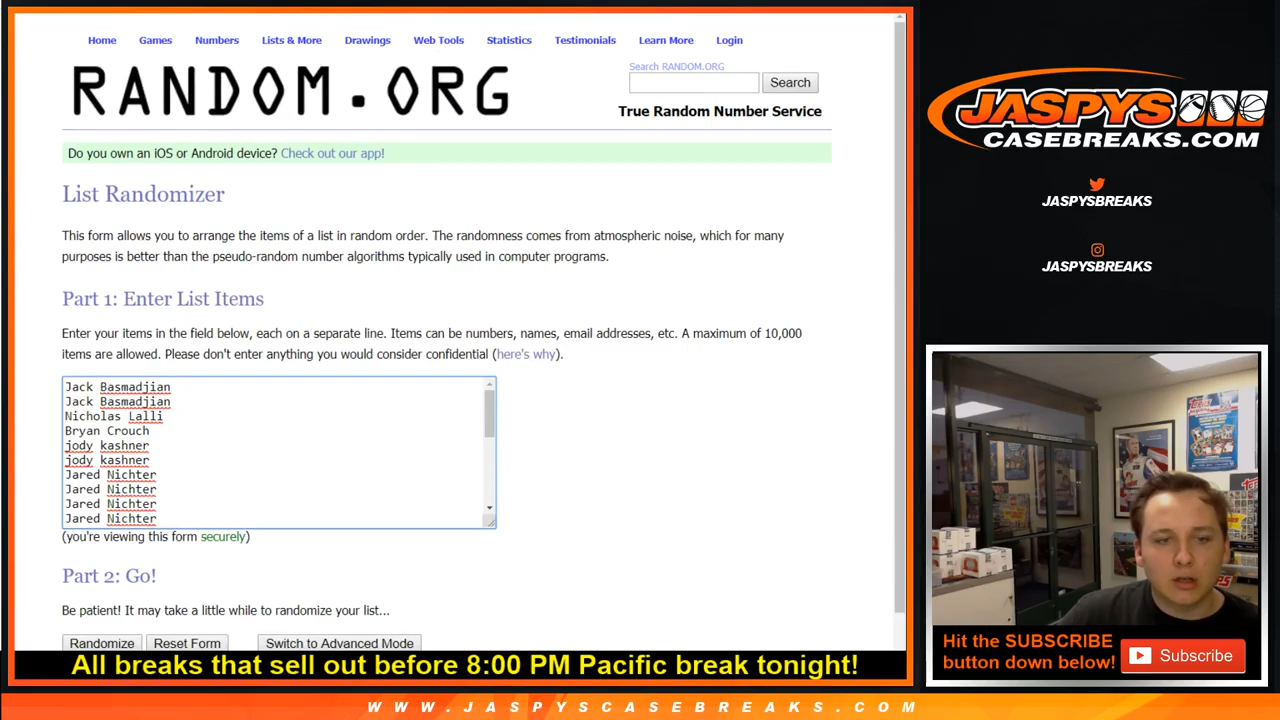 Home Games Numbers Lists & More Drawings Web Tools Statistics Testimonials Learn More Login
RANDOM.ORG
Search RANDOM.ORG
Search
True Random Number Service
Do you own an iOS or Android device? Check out our app!
List Randomizer
This form allows you to arrange the items of a list in random order. The randomness comes from atmospheric noise, which for many
purposes is better than the pseudo-random number algorithms typically used in computer programs.
Part 1: Enter List Items
Enter your items in the field below, each on a separate line. Items can be numbers, names, email addresses, etc. A maximum of 10,000
items are allowed. Please don't enter anything you would consider confidential (here's why).
Jack Basmadjian
Jack Basmadjian
Nicholas Lalli
Bryan Crouch
jody kashner
jody kashner
Jared Nichter
Jared Nichter
Jared Nichter
Jared Nichter
(you're viewing this form securely)
Part 2: Go!
Be patient! It may take a little while to randomize your list...
Randomize Reset Form Switch to Advanced Mode
JASPYS
CASEBREAKS.COM
JASPYSBREAKS
JASPYSBREAKS
Hit the SUBSCRIBE
button down below!
Subscribe
All breaks that sell out before 8:00 PM Pacific break tonight!
WWW.JASPYSCASEBREAKS.COM